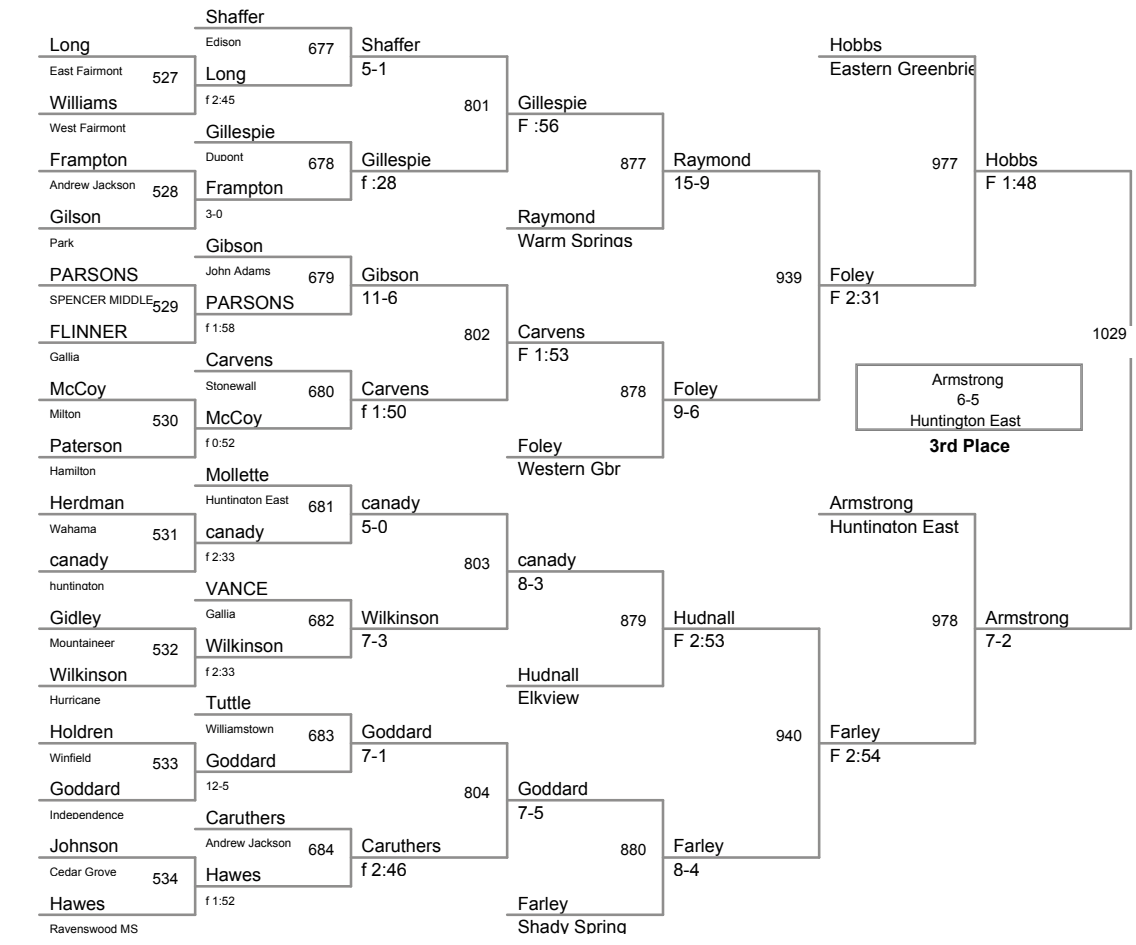 Shaffer
Long
Edison
677
Shaffer
Hobbs
East Fairmont
527
Long
5-1
Eastern Greenbrie
Williams
f 2:45
801
Gillespie
West Fairmont
Gillespie
F :56
Frampton
Dupont
678
Gillespie
877
Raymond
977
Hobbs
Andrew Jackson
528
Frampton
f :28
15-9
F 1:48
Gilson
3-0
Raymond
Park
Gibson
Warm Springs
PARSONS
John Adams
679
Gibson
939
Foley
SPENCER MIDDLE
529
PARSONS
11-6
F 2:31
FLINNER
f 1:58
802
Carvens
1029
Gallia
Carvens
F 1:53
McCoy
Stonewall
680
Carvens
878
Foley
Armstrong
Milton
530
McCoy
f 1:50
9-6
6-5
Huntington East
Paterson
f 0:52
Foley
3rd Place
Hamilton
Mollette
Western Gbr
Herdman
Huntington East
681
canady
Armstrong
Wahama
531
canady
5-0
Huntington East
canady
f 2:33
803
canady
huntington
VANCE
8-3
Gidley
Gallia
682
Wilkinson
879
Hudnall
978
Armstrong
Mountaineer
532
Wilkinson
7-3
F 2:53
7-2
Wilkinson
f 2:33
Hudnall
Hurricane
Tuttle
Elkview
Holdren
Williamstown
683
Goddard
940
Farley
Winfield
533
Goddard
7-1
F 2:54
Goddard
12-5
804
Goddard
Independence
Caruthers
7-5
Johnson
Andrew Jackson
684
Caruthers
880
Farley
Cedar Grove
534
Hawes
f 2:46
8-4
Hawes
f 1:52
Farley
Ravenswood MS
Shady Spring